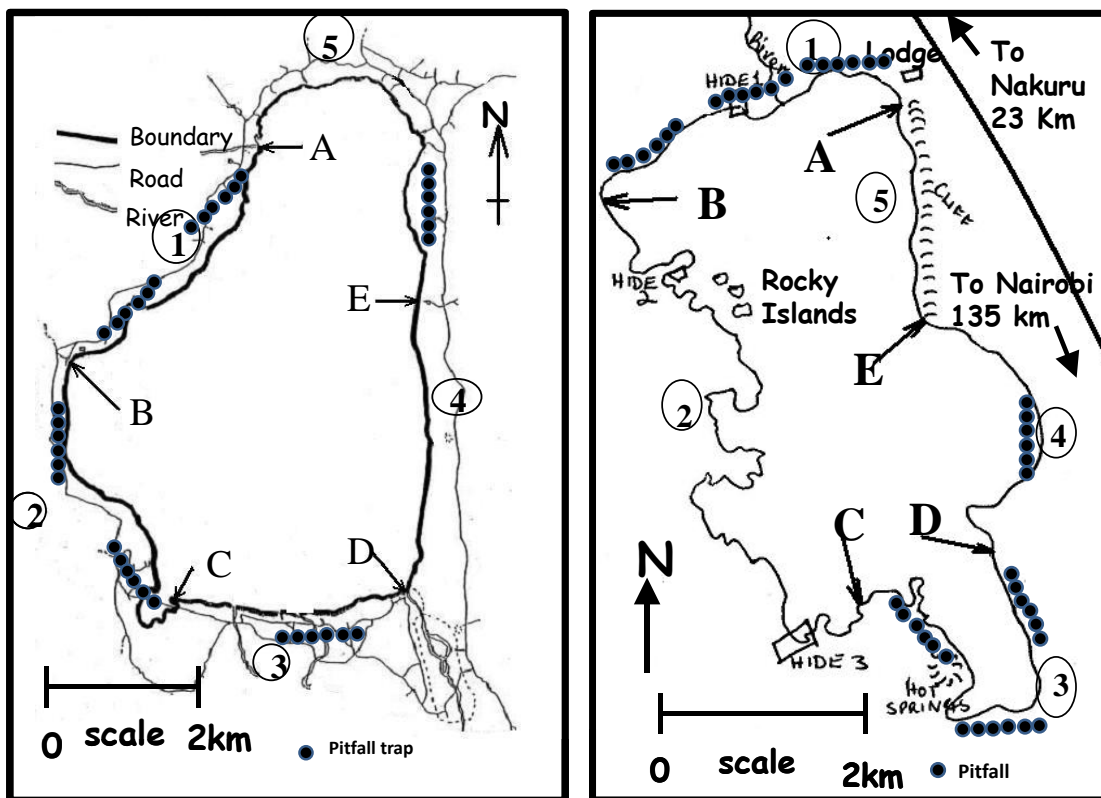 5
Boundary
Road
River
A
N
1
E
B
4
2
C
D
3
0 scale 2km
Pitfall trap
River
1
Lodge
HIDE 1
To
Nakuru
23 Km
A
B
5
CLIFF
HIDE
2
Rocky
Islands
To Nairobi
135 km
E
2
4
C
D
N
HIDE 3
HOT
SPRINGS
3
0 2km
scale
Pitfall